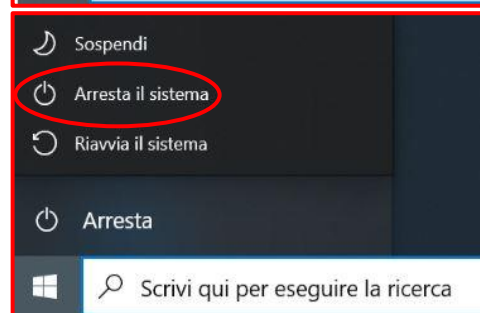 Sospendi
Arresta il sistema
Riavvia il sistema
Arresta
Scrivi qui per eseguire la ricerca